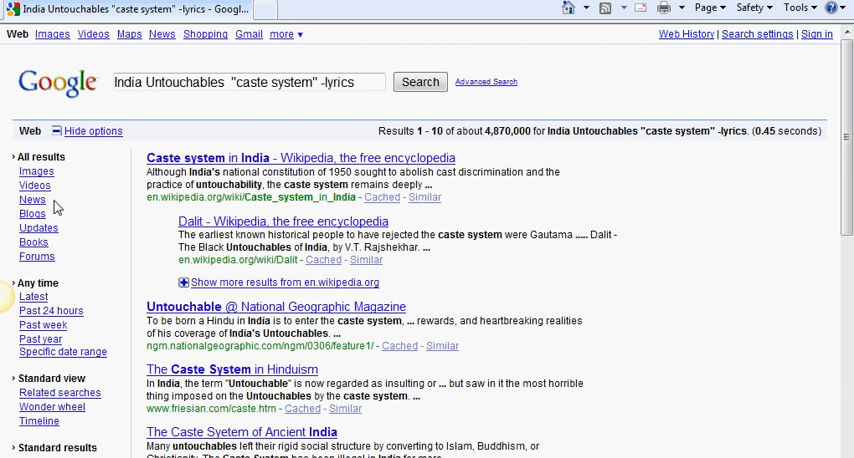 India Untouchables "caste system" -lyrics - Googl...
Page Safety Tools
Web Images Videos Maps News Shopping Gmail more
Web History | Search settings | Sign in
Google India Untouchables "caste system" -lyrics Search Advanced Search
Web Hide options Results 1 - 10 of about 4,870,000 for India Untouchables "caste system" -lyrics. (0.45 seconds)
All results
Images
Videos
News
Blogs
Updates
Books
Forums
Any time
Latest
Past 24 hours
Past week
Past year
Specific date range
Standard view
Related searches
Wonder wheel
Timeline
Standard results
Caste system in India - Wikipedia, the free encyclopedia
Although India's national constitution of 1950 sought to abolish cast discrimination and the
practice of untouchability, the caste system remains deeply ...
en.wikipedia.org/wiki/Caste_system_in_India - Cached - Similar
Dalit - Wikipedia, the free encyclopedia
The earliest known historical people to have rejected the caste system were Gautama ..... Dalit -
The Black Untouchables of India, by V.T. Rajshekhar. ...
en.wikipedia.org/wiki/Dalit - Cached - Similar
Show more results from en.wikipedia.org
Untouchable @ National Geographic Magazine
To be born a Hindu in India is to enter the caste system, ... rewards, and heartbreaking realities
of his coverage of India's Untouchables. ...
ngm.nationalgeographic.com/ngm/0306/feature1/ - Cached - Similar
The Caste System in Hinduism
In India, the term "Untouchable" is now regarded as insulting or ... but saw in it the most horrible
thing imposed on the Untouchables by the caste system. ...
www.friesian.com/caste.htm - Cached - Similar
The Caste Syetem of Ancient India
Many untouchables left their rigid social structure by converting to Islam, Buddhism, or
Christianity. The Caste System has been illegal in India for more